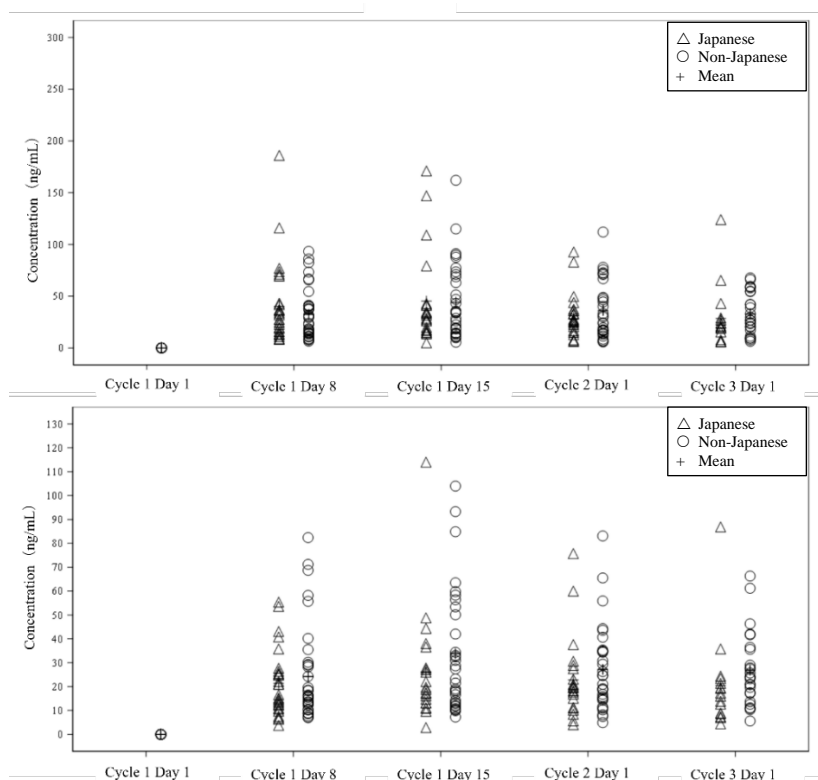 Japanese
Non-Japanese
Mean
Concentration (ng/mL)
300
250
200
150
100
50
0
Cycle 1 Day 1
Cycle 1 Day 8
Cycle 1 Day 15
Cycle 2 Day 1
Cycle 3 Day 1
Japanese
Non-Japanese
Mean
Concentration (ng/mL)
130
120
110
100
90
80
70
60
50
40
30
20
10
0
Cycle 1 Day 1
Cycle 1 Day 8
Cycle 1 Day 15
Cycle 2 Day 1
Cycle 3 Day 1